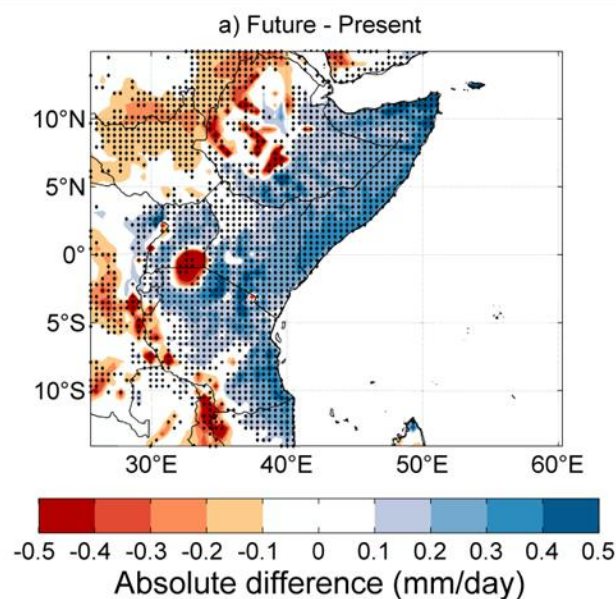 a) Future - Present
10°N
5°N
0°
5°S
10°S
30°E 40°E 50°E 60°E
-0.5 -0.4 -0.3 -0.2 -0.1 0 0.1 0.2 0.3 0.4 0.5
Absolute difference (mm/day)